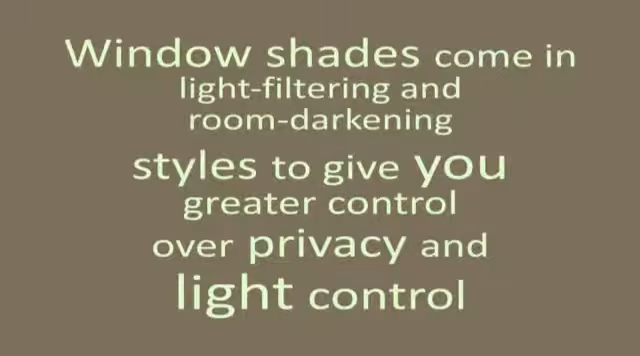 Window shades come in
light-filtering and
room-darkening
styles to give you
greater control
over privacy and
light control